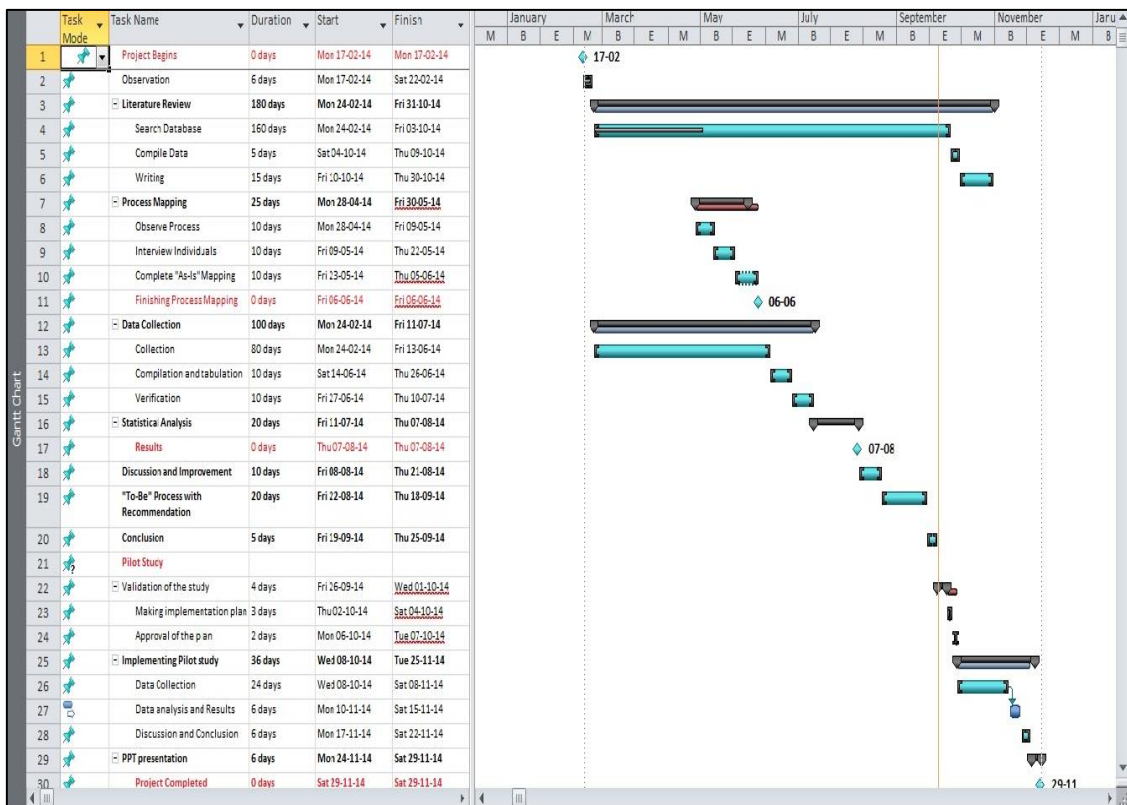 Task Mode Task Name Duration Start Finish January March May July September November Janu
M B E M B E M B E M B E M B E M B E M B
1 Project Begins 0 days Mon 17-02-14 Mon 17-02-14 17-02
2 Observation 6 days Mon 17-02-14 Sat 22-02-14
3 Literature Review 180 days Mon 24-02-14 Fri 31-10-14
4 Search Database 160 days Mon 24-02-14 Fri 03-10-14
5 Compile Data 5 days Sat 04-10-14 Thu 09-10-14
6 Writing 15 days Fri 10-10-14 Thu 30-10-14
7 Process Mapping 25 days Mon 28-04-14 Fri 30-05-14
8 Observe Process 10 days Mon 28-04-14 Fri 09-05-14
9 Interview Individuals 10 days Fri 09-05-14 Thu 22-05-14
10 Complete "As-Is" Mapping 10 days Fri 23-05-14 Thu 05-06-14
11 Finishing Process Mapping 0 days Fri 06-06-14 Fri 06-06-14 06-06
12 Data Collection 100 days Mon 24-02-14 Fri 11-07-14
13 Collection 80 days Mon 24-02-14 Fri 13-06-14
14 Compilation and tabulation 10 days Sat 14-06-14 Thu 26-06-14
15 Verification 10 days Fri 27-06-14 Thu 10-07-14
16 Statistical Analysis 20 days Fri 11-07-14 Thu 07-08-14
17 Results 0 days Thu 07-08-14 Thu 07-08-14 07-08
18 Discussion and Improvement 10 days Fri 08-08-14 Thu 21-08-14
19 "To-Be" Process with 20 days Fri 22-08-14 Thu 18-09-14
Recommendation
20 Conclusion 5 days Fri 19-09-14 Thu 25-09-14
21 Pilot Stucy
22 Validation of the study 4 days Fri 26-09-14 Wed 01-10-14
23 Making implementation plan 3 days Thu 02-10-14 Sat 04-10-14
24 Approval of the plan 2 days Mon 06-10-14 Tue 07-10-14
25 Implementing Pilot study 36 days Wed 08-10-14 Tue 25-11-14
26 Data Collection 24 days Wed 08-10-14 Sat 08-11-14
27 Data analysis and Results 6 days Mon 10-11-14 Sat 15-11-14
28 Discussion and Conclusion 6 days Mon 17-11-14 Sat 22-11-14
29 PPT presentation 6 days Mon 24-11-14 Sat 29-11-14
30 Project Completed 0 days Sat 29-11-14 Sat 29-11-14 29-11
Gantt Chart